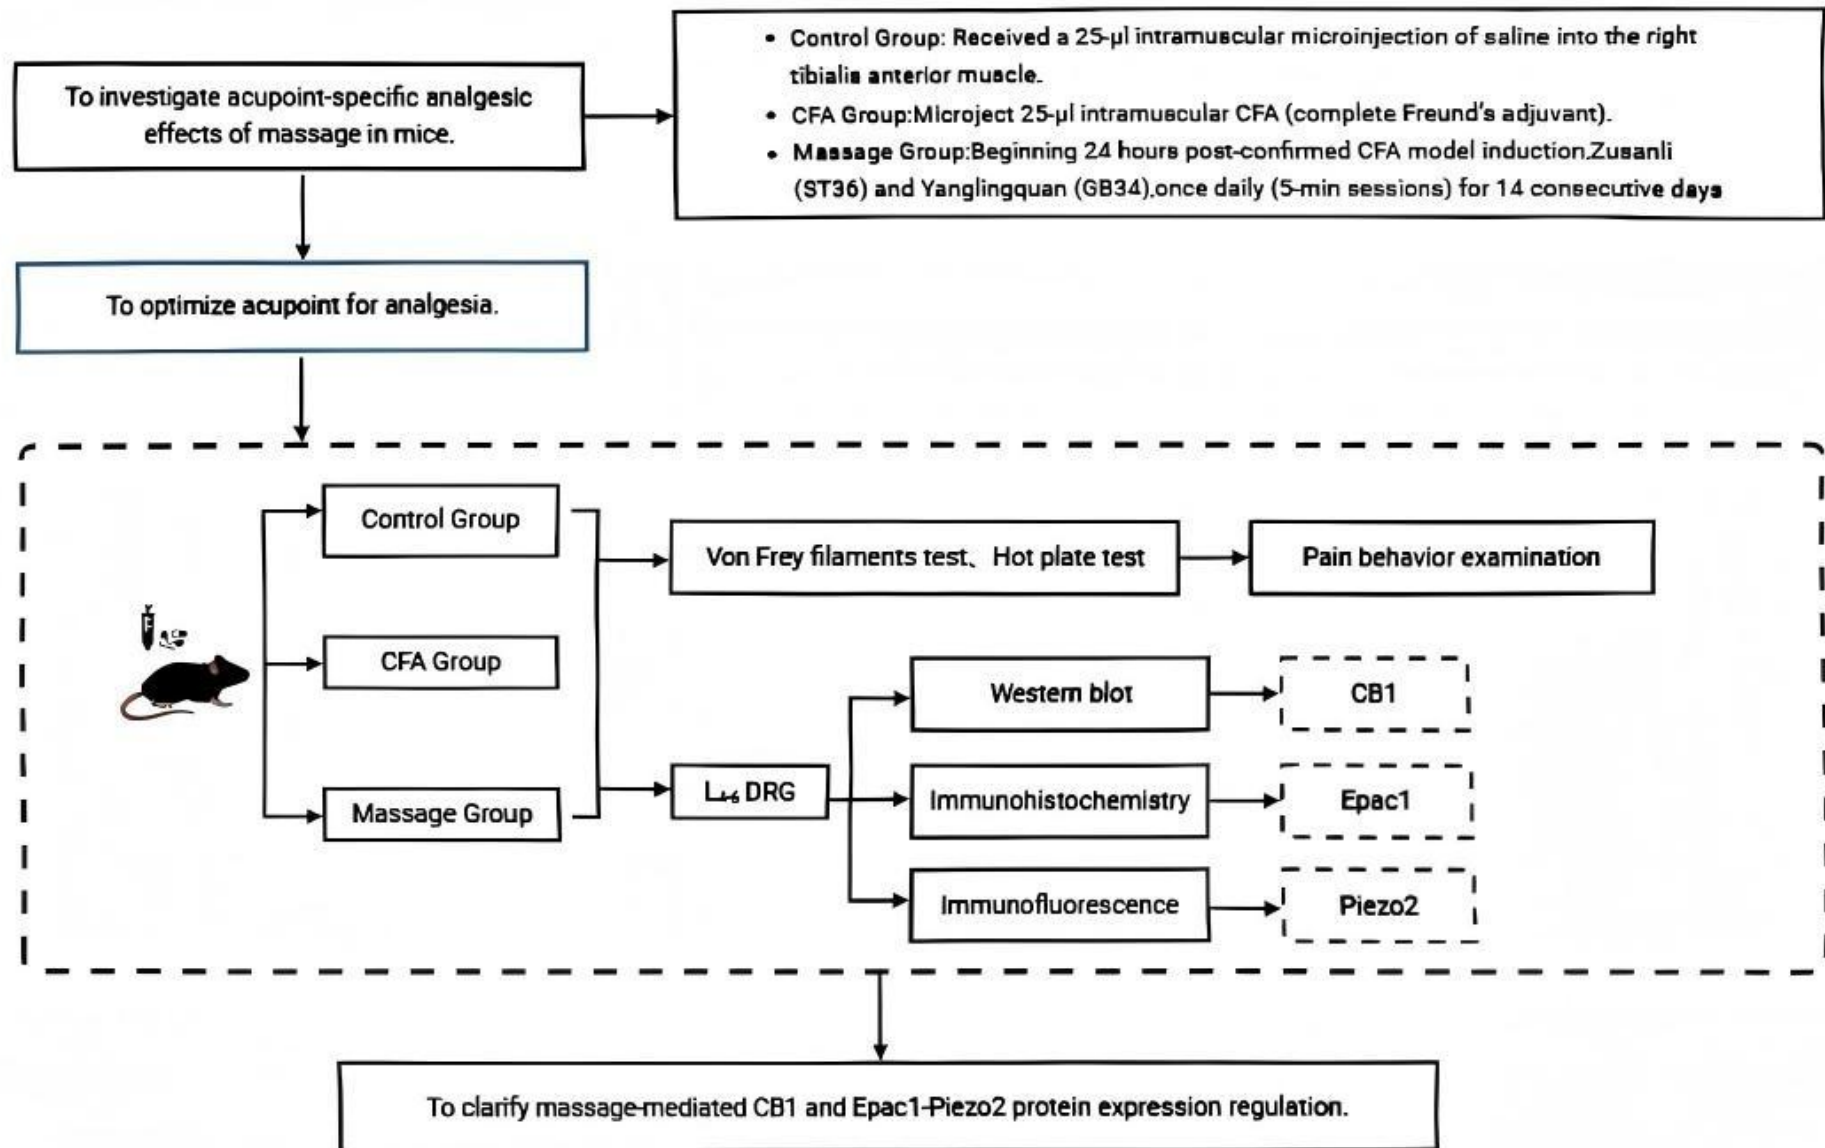 To investigate acupoint-specific analgesic
effects of massage in mice.
• Control Group: Received a 25-μl intramuscular microinjection of saline into the right
tibialis anterior muscle.
• CFA Group:Microject 25-μl intramuscular CFA (complete Freund's adjuvant).
• Massage Group:Beginning 24 hours post-confirmed CFA model induction.Zusanli
(ST36) and Yanglingquan (GB34).once daily (5-min sessions) for 14 consecutive days
To optimize acupoint for analgesia.
Control Group
CFA Group
Massage Group
Von Frey filaments test、Hot plate test
Pain behavior examination
DRG
Western blot
CB1
Immunohistochemistry
Epac1
Immunofluorescence
Piezo2
To clarify massage-mediated CB1 and Epac1-Piezo2 protein expression regulation.